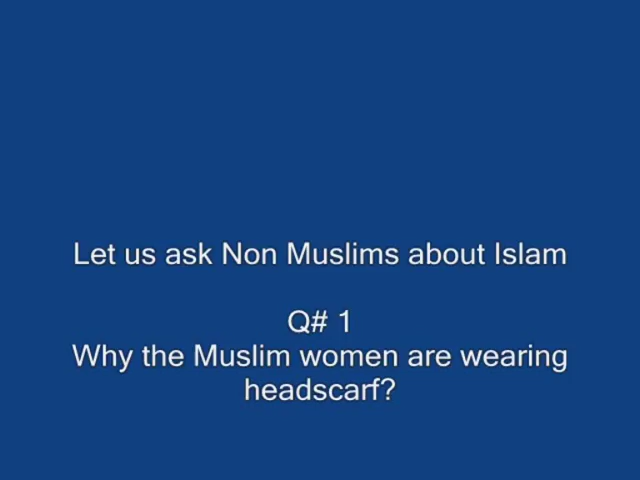 Let us ask Non Muslims about Islam
Q# 1
Why the Muslim women are wearing
headscarf?